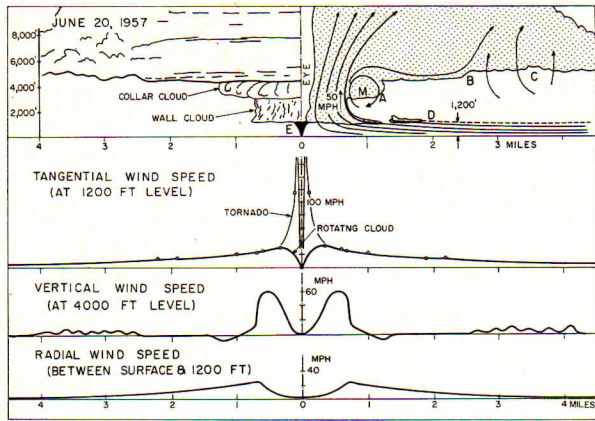 JUNE 20, 1957
8,000'
6,000
4,000
2,000'
COLLAR CLOUD
WALL CLOUD
EYE
50 MPH
M
A
B
C
D
E
1,200'
4 3 2 1 0 1 2 3 MILES
TANGENTIAL WIND SPEED
(AT 1200 FT LEVEL)
100 MPH
TORNADO
ROTATNG CLOUD
VERTICAL WIND SPEED
(AT 4000 FT LEVEL)
MPH
60
RADIAL WIND SPEED
(BETWEEN SURFACE & 1200 FT)
MPH
40
4 3 2 1 0 1 2 3 4 MILES